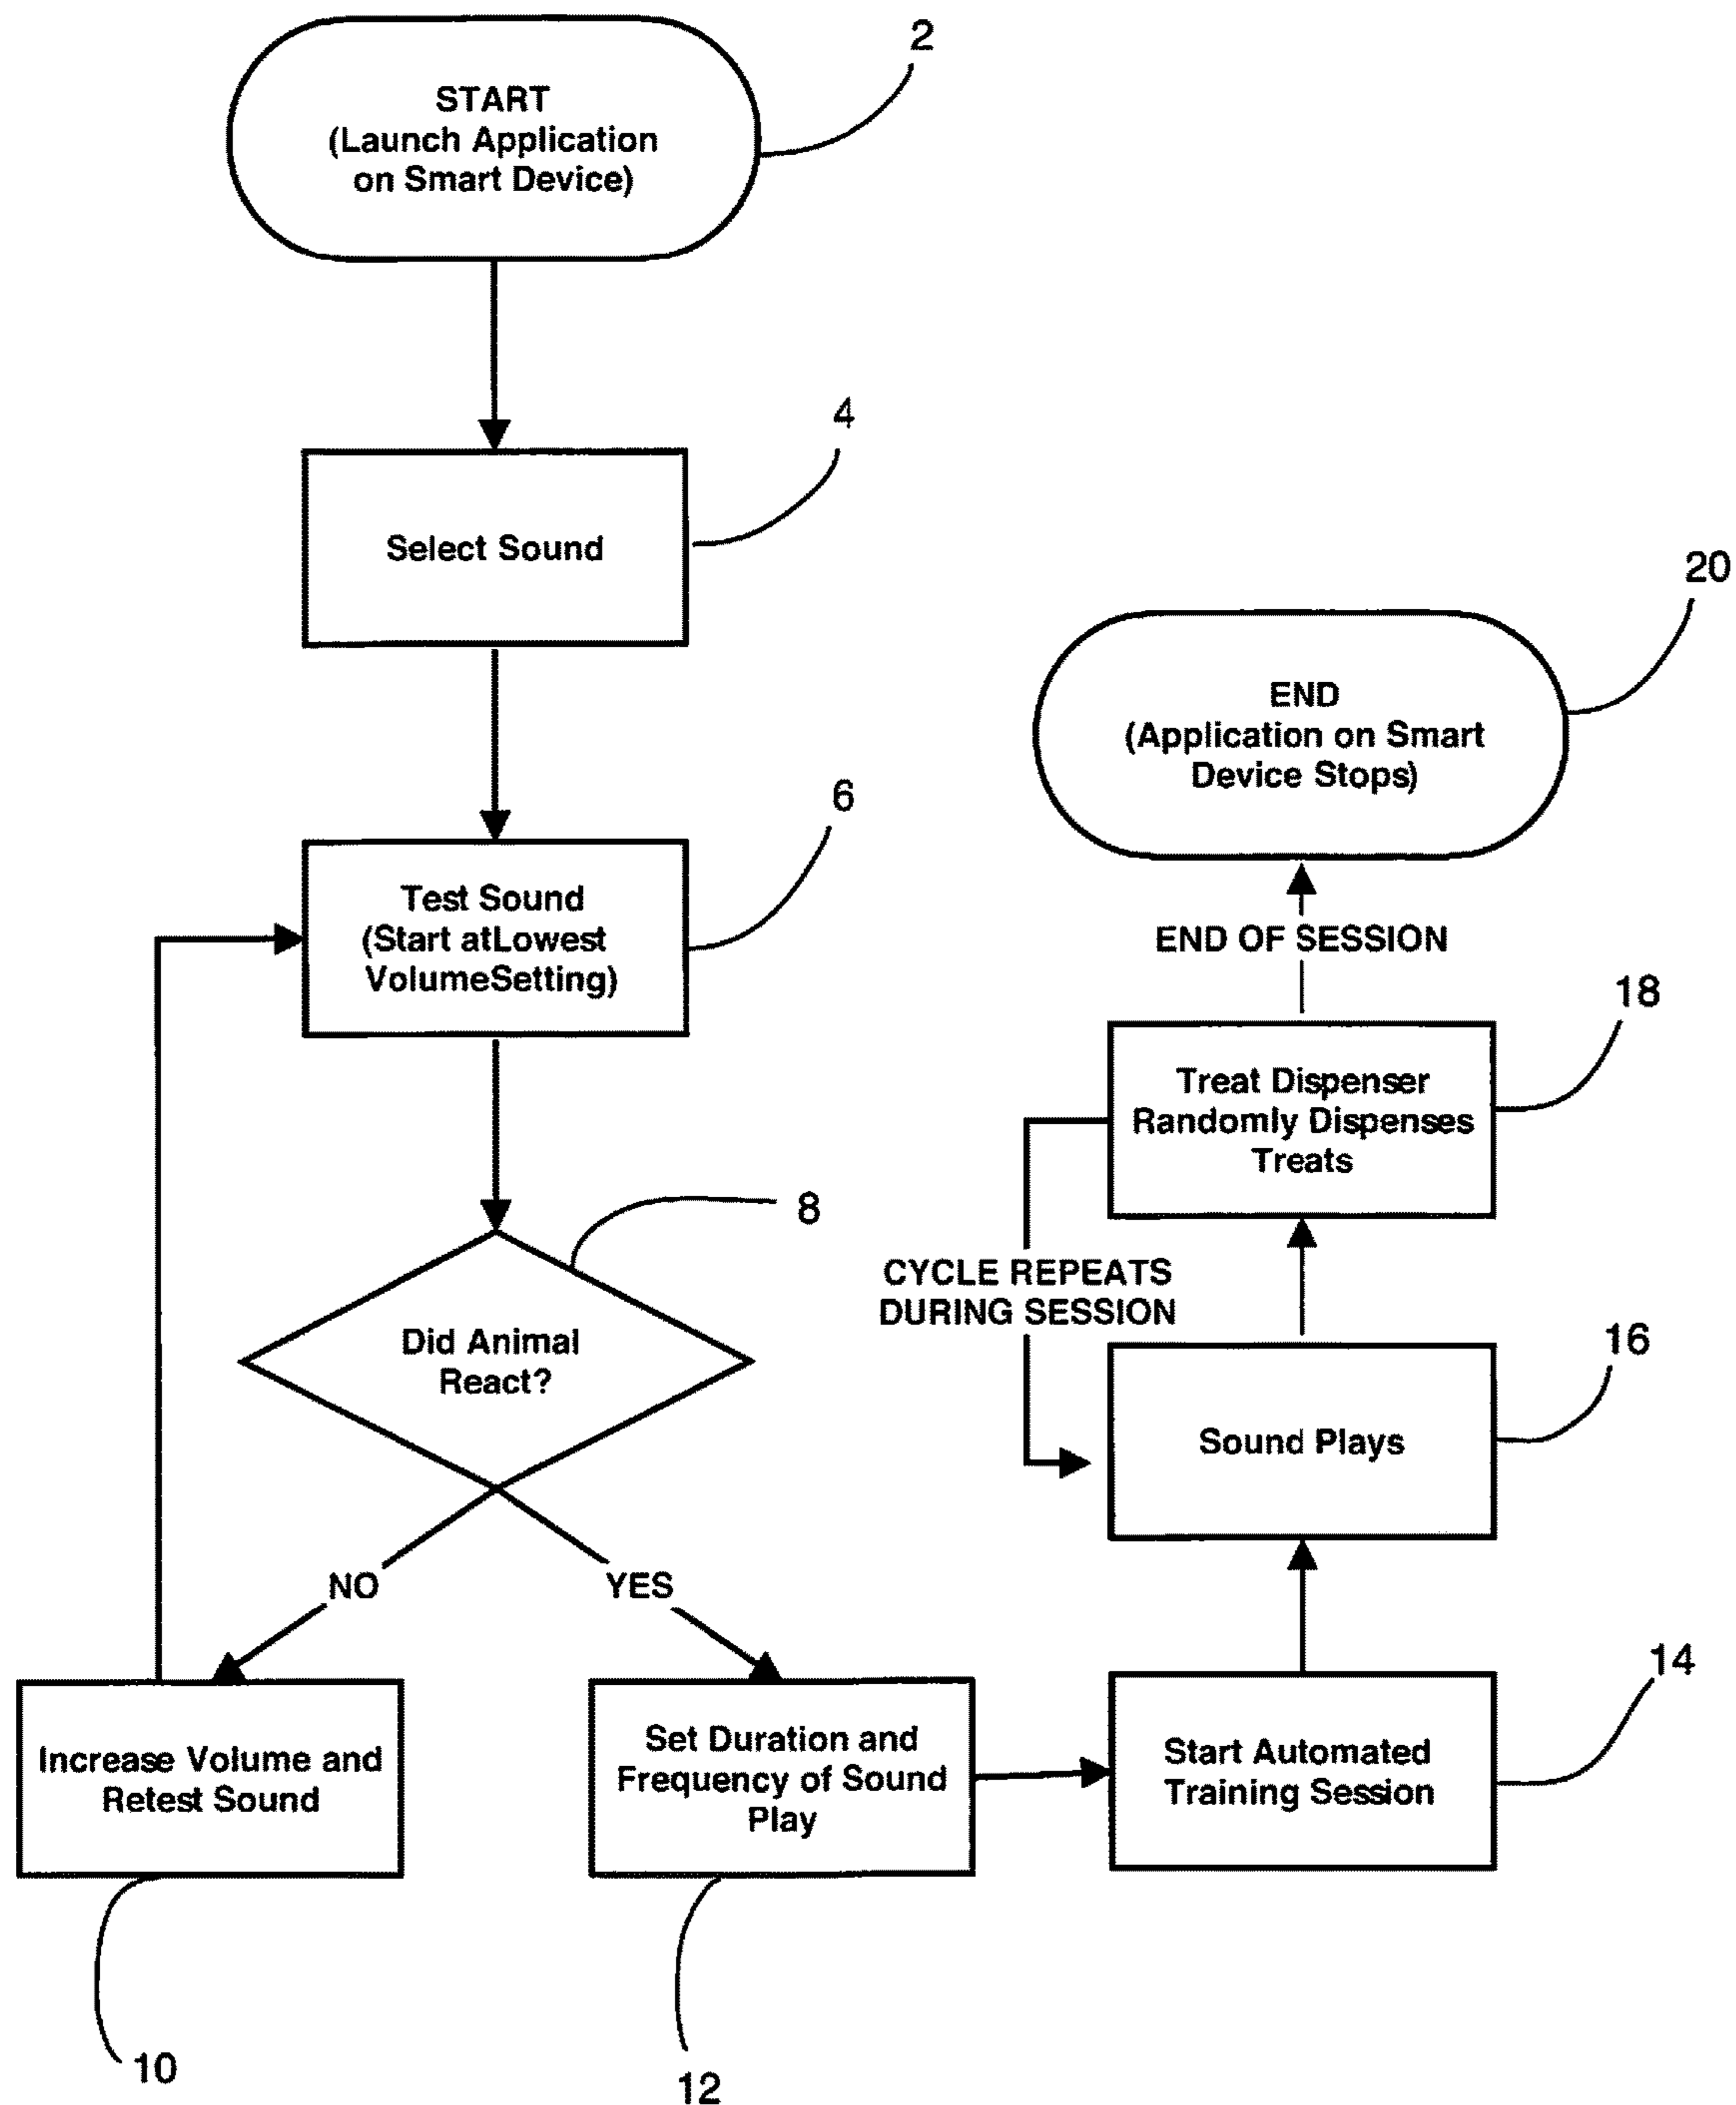 2
START
(Launch Application
on Smart Device)
4
Select Sound
6
Test Sound
(Start atLowest
VolumeSetting)
8
Did Animal
React?
NO
YES
Increase Volume and
Retest Sound
10
Set Duration and
Frequency of Sound
Play
12
Start Automated
Training Session
14
Sound Plays
16
CYCLE REPEATS
DURING SESSION
Treat Dispenser
Randomly Dispenses
Treats
18
END OF SESSION
END
(Application on Smart
Device Stops)
20